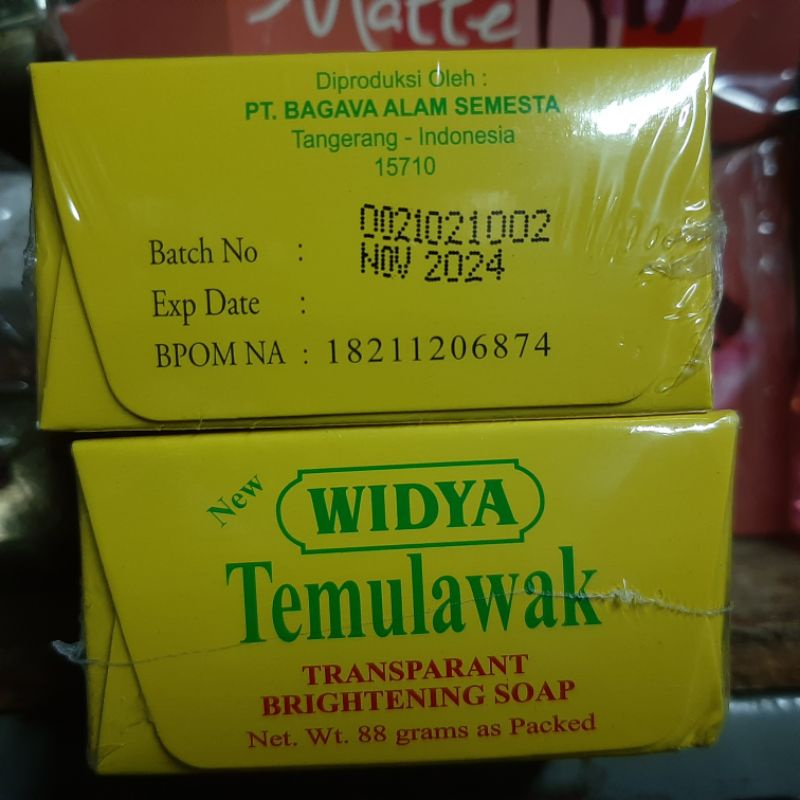 Matte
Diproduksi Oleh :
PT. BAGAVA ALAM SEMESTA
Tangerang - Indonesia
15710
Batch No : 0021021002
NOV 2024
Exp Date :
BPOM NA : 18211206874
New
WIDYA
Temulawak
TRANSPARANT
BRIGHTENING SOAP
Net. Wt. 88 grams as Packed